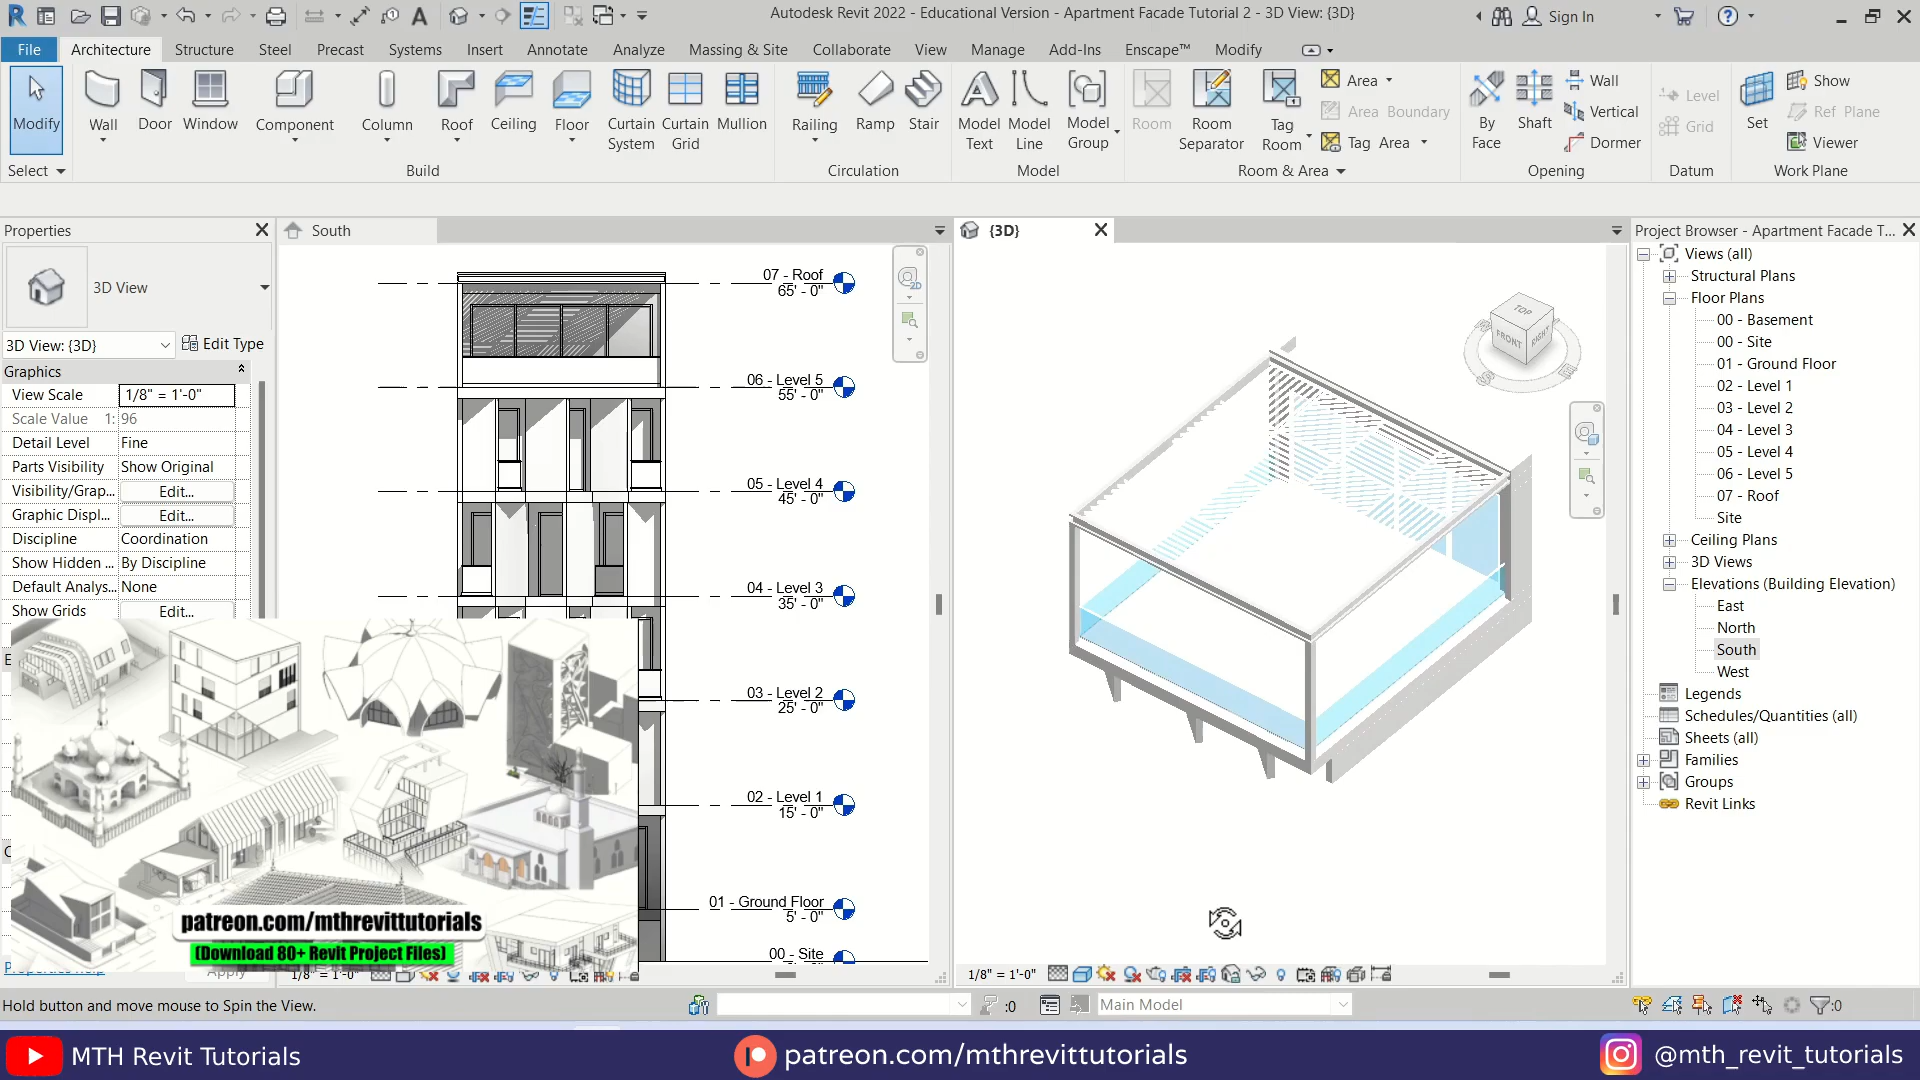 Autodesk Revit 2022 - Educational Version - Apartment Facade Tutorial 2 - 3D View: {3D}
Sign In
File
Architecture
Structure
Steel
Precast
Systems
Insert
Annotate
Analyze
Massing & Site
Collaborate
View
Manage
Add-Ins
Enscape™
Modify
Modify
Wall
Door
Window
Component
Column
Roof
Ceiling
Floor
Curtain System
Curtain Grid
Mullion
Railing
Ramp
Stair
Model Text
Model Line
Model Group
Room
Room Separator
Tag Room
Area
Area Boundary
Tag Area
By Face
Shaft
Wall
Vertical
Dormer
Level
Grid
Set
Show
Ref Plane
Viewer
Select
Build
Circulation
Model
Room & Area
Opening
Datum
Work Plane
Properties
3D View
3D View: {3D}
Edit Type
Graphics
View Scale 1/8" = 1'-0"
Scale Value 1: 96
Detail Level Fine
Parts Visibility Show Original
Visibility/Grap... Edit...
Graphic Displ... Edit...
Discipline Coordination
Show Hidden ... By Discipline
Default Analys... None
Show Grids Edit...
Properties help
Apply
South
07 - Roof
65' - 0"
06 - Level 5
55' - 0"
05 - Level 4
45' - 0"
04 - Level 3
35' - 0"
03 - Level 2
25' - 0"
02 - Level 1
15' - 0"
01 - Ground Floor
5' - 0"
00 - Site
1/8" = 1'-0"
patreon.com/mthrevittutorials
(Download 80+ Revit Project Files)
{3D}
TOP
FRONT
RIGHT
1/8" = 1'-0"
Project Browser - Apartment Facade T...
Views (all)
Structural Plans
Floor Plans
00 - Basement
00 - Site
01 - Ground Floor
02 - Level 1
03 - Level 2
04 - Level 3
05 - Level 4
06 - Level 5
07 - Roof
Site
Ceiling Plans
3D Views
Elevations (Building Elevation)
East
North
South
West
Legends
Schedules/Quantities (all)
Sheets (all)
Families
Groups
Revit Links
Hold button and move mouse to Spin the View.
:0
Main Model
:0
MTH Revit Tutorials
patreon.com/mthrevittutorials
@mth_revit_tutorials